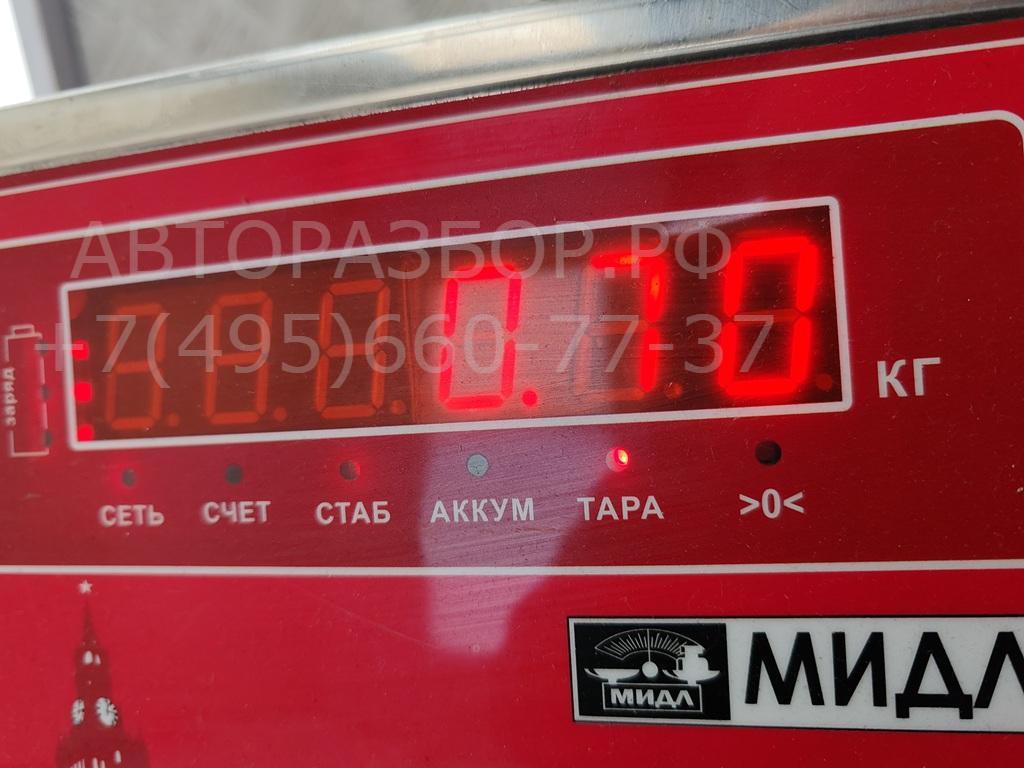 АВТОРАЗБОР.РФ
+7(495)660-77-37
заряд
0.70
КГ
СЕТЬ СЧЕТ СТАБ АККУМ ТАРА >0<
МИДЛ
МИДЛ